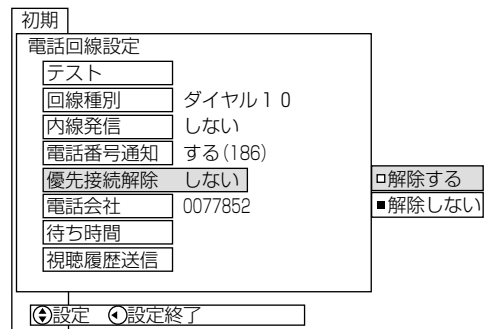 初期
電話回線設定
テスト
回線種別 ダイヤル10
内線発信 しない
電話番号通知 する(186)
優先接続解除 しない
□解除する
電話会社 0077852
■解除しない
待ち時間
視聴履歴送信
設定 設定終了